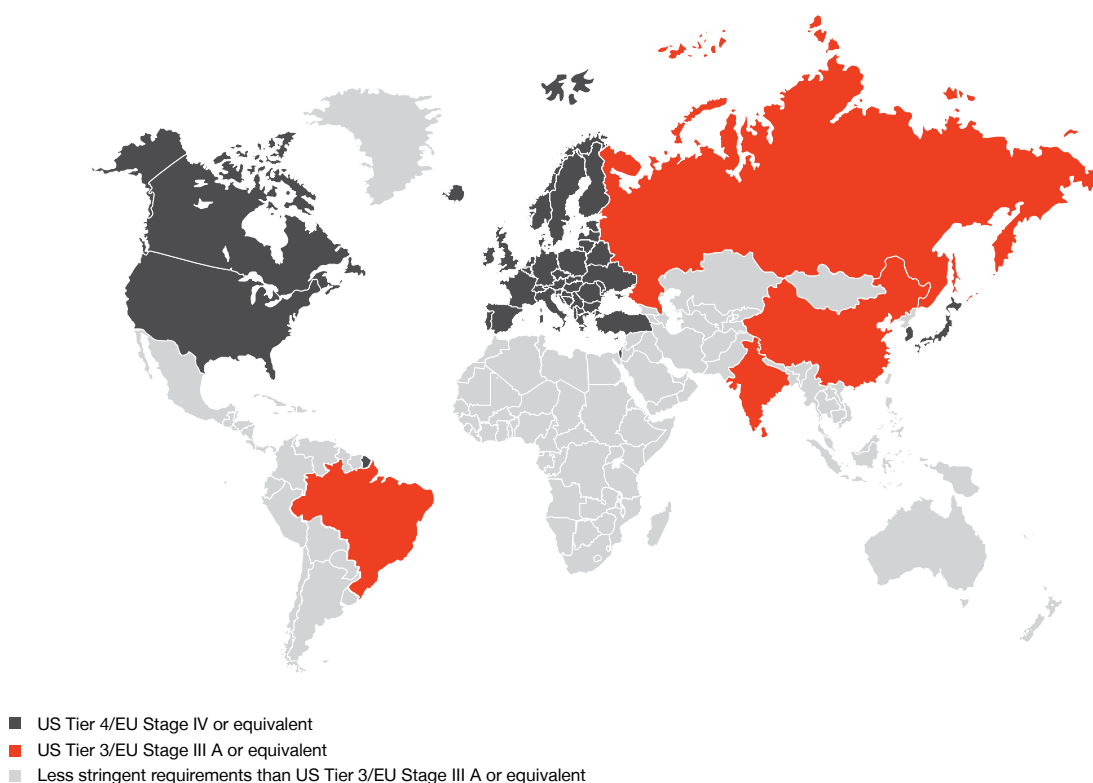 US Tier 4/EU Stage IV or equivalent
US Tier 3/EU Stage III A or equivalent
Less stringent requirements than US Tier 3/EU Stage III A or equivalent